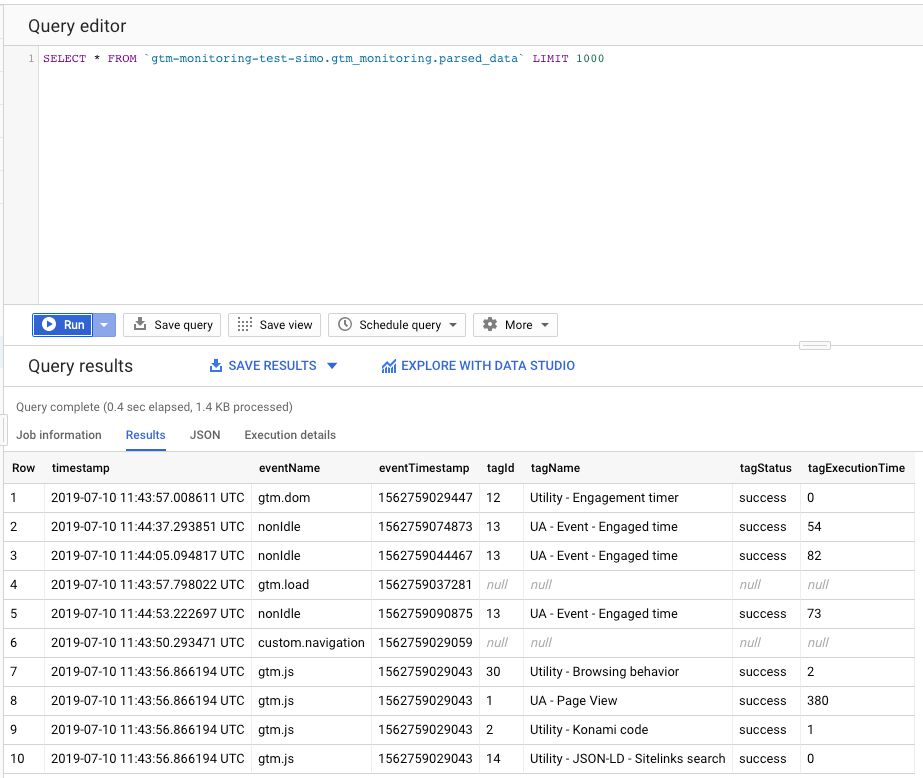 Query editor
1 SELECT * FROM `gtm-monitoring-test-simo.gtm_monitoring.parsed_data` LIMIT 1000
Run Save query Save view Schedule query More
Query results SAVE RESULTS EXPLORE WITH DATA STUDIO
Query complete (0.4 sec elapsed, 1.4 KB processed)
Job information Results JSON Execution details
Row timestamp eventName eventTimestamp tagId tagName tagStatus tagExecutionTime
1 2019-07-10 11:43:57.008611 UTC gtm.dom 1562759029447 12 Utility - Engagement timer success 0
2 2019-07-10 11:44:37.293851 UTC nonIdle 1562759074873 13 UA - Event - Engaged time success 54
3 2019-07-10 11:44:05.094817 UTC nonIdle 1562759044467 13 UA - Event - Engaged time success 82
4 2019-07-10 11:43:57.798022 UTC gtm.load 1562759037281 null null null null
5 2019-07-10 11:44:53.222697 UTC nonIdle 1562759090875 13 UA - Event - Engaged time success 73
6 2019-07-10 11:43:50.293471 UTC custom.navigation 1562759029059 null null null null
7 2019-07-10 11:43:56.866194 UTC gtm.js 1562759029043 30 Utility - Browsing behavior success 2
8 2019-07-10 11:43:56.866194 UTC gtm.js 1562759029043 1 UA - Page View success 380
9 2019-07-10 11:43:56.866194 UTC gtm.js 1562759029043 2 Utility - Konami code success 1
10 2019-07-10 11:43:56.866194 UTC gtm.js 1562759029043 14 Utility - JSON-LD - Sitelinks search success 0